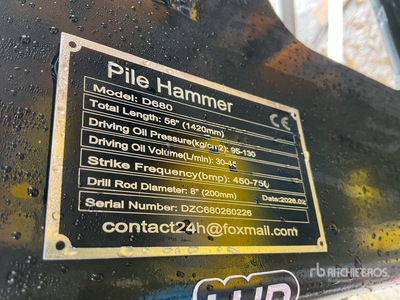 Pile Hammer
Model: D680
Total Length: 56" (1420mm)
Driving Oil Pressure(kg/cm2): 95-130
Driving Oil Volume(L/min): 30-45
Strike Frequency(bmp): 450-750
Drill Rod Diameter: 8" (200mm) Date:2026.02
Serial Number: DZC680260226
contact24h@foxmail.com
CE
rb RITCHIE BROS.